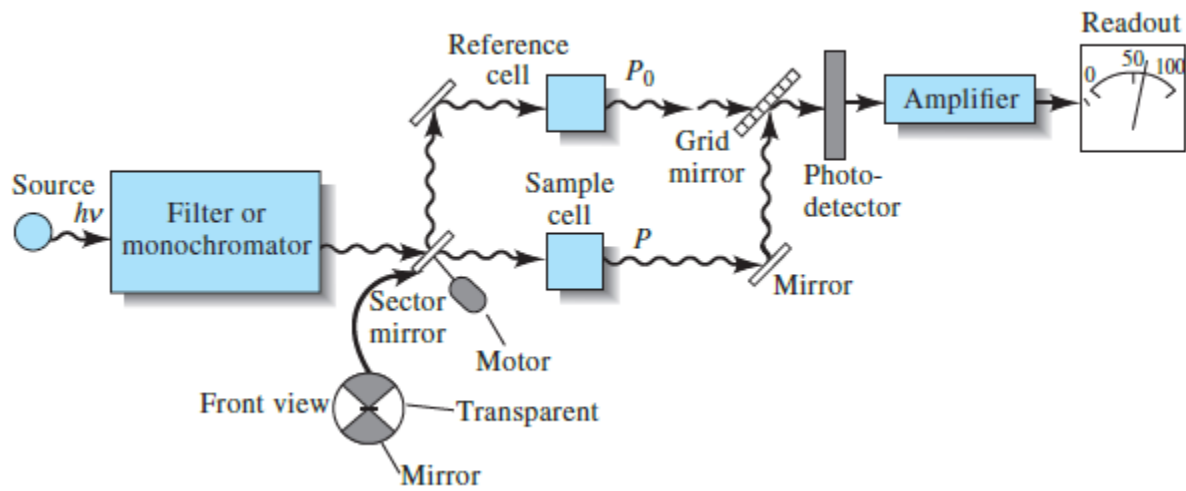 Readout
0
50
100
Reference
cell
P0
Amplifier
Grid
mirror
Photo-
detector
Source
hν
Filter or
monochromator
Sample
cell
P
Mirror
Sector
mirror
Motor
Front view
Transparent
Mirror